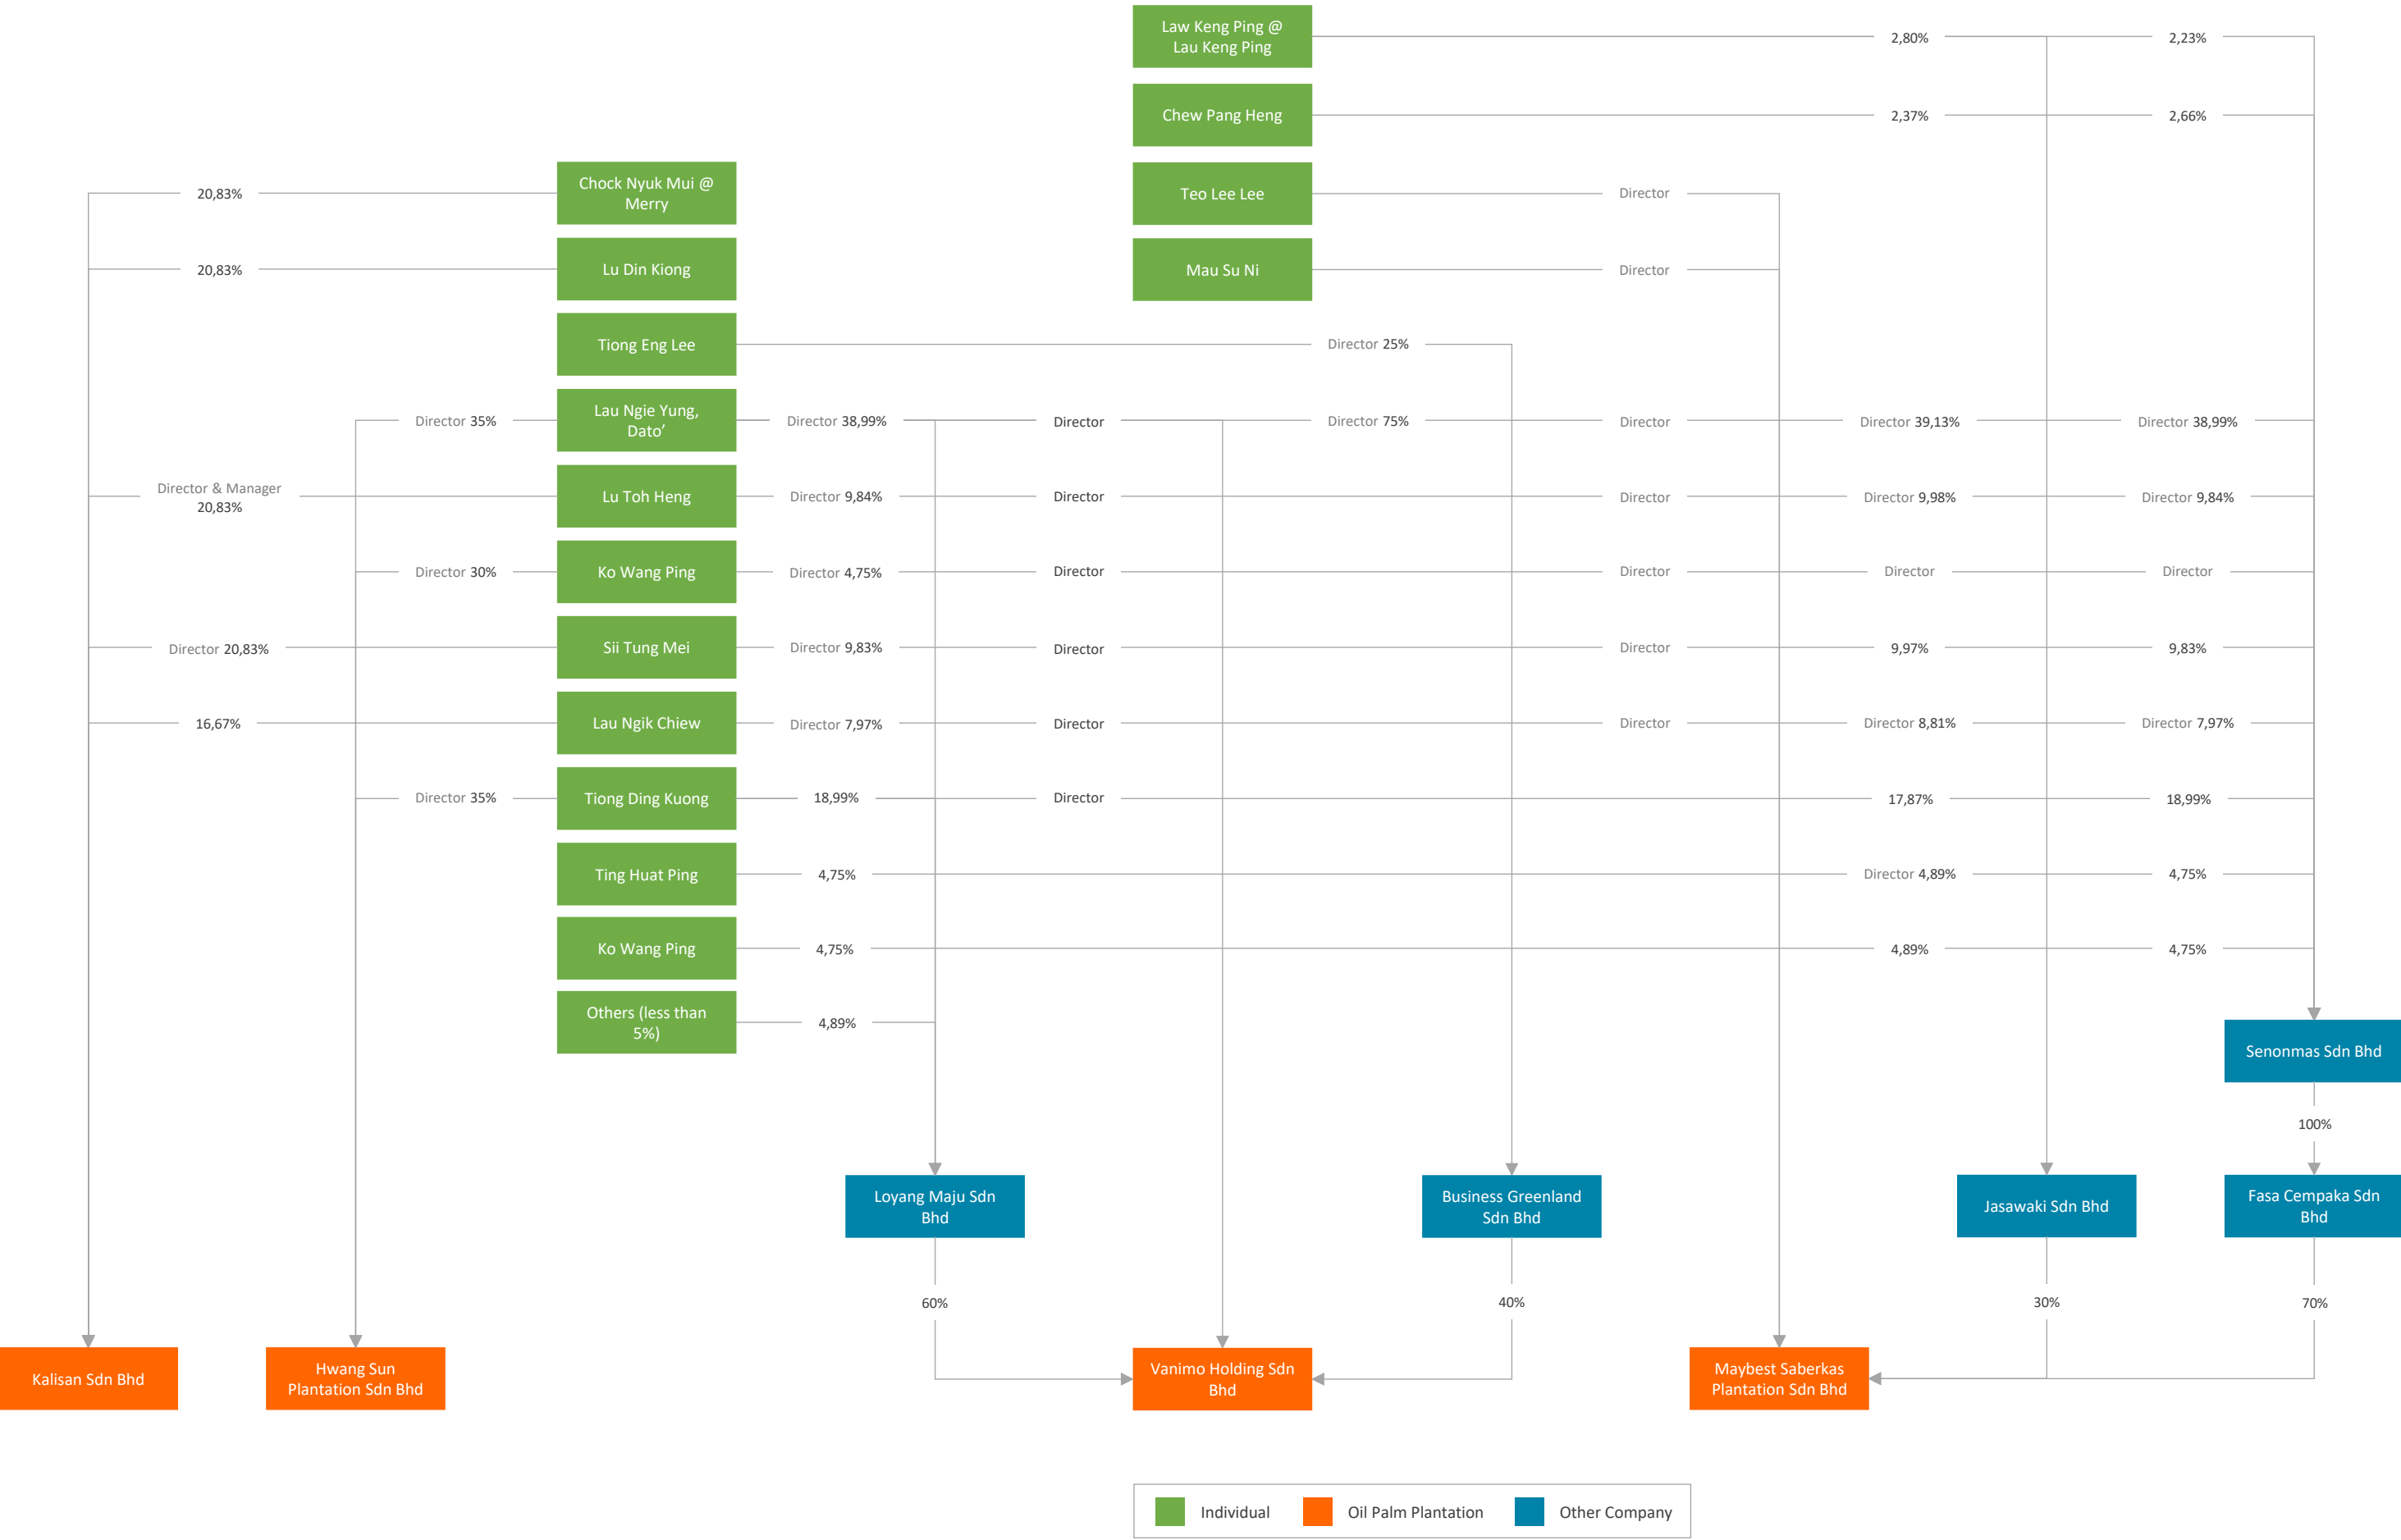 Law Keng Ping @
Lau Keng Ping
2,80%
2,23%
Chew Pang Heng
2,37%
2,66%
20,83%
Chock Nyuk Mui @
Merry
Teo Lee Lee
Director
20,83%
Lu Din Kiong
Mau Su Ni
Director
Tiong Eng Lee
Director 25%
Director 35%
Lau Ngie Yung,
Dato’
Director 38,99%
Director
Director 75%
Director
Director 39,13%
Director 38,99%
Director & Manager
20,83%
Lu Toh Heng
Director 9,84%
Director
Director
Director 9,98%
Director 9,84%
Director 30%
Ko Wang Ping
Director 4,75%
Director
Director
Director
Director
Director 20,83%
Sii Tung Mei
Director 9,83%
Director
Director
9,97%
9,83%
16,67%
Lau Ngik Chiew
Director 7,97%
Director
Director
Director 8,81%
Director 7,97%
Director 35%
Tiong Ding Kuong
18,99%
Director
17,87%
18,99%
Ting Huat Ping
4,75%
Director 4,89%
4,75%
Ko Wang Ping
4,75%
4,89%
4,75%
Others (less than
5%)
4,89%
Senonmas Sdn Bhd
100%
Loyang Maju Sdn
Bhd
Business Greenland
Sdn Bhd
Jasawaki Sdn Bhd
Fasa Cempaka Sdn
Bhd
60%
40%
30%
70%
Kalisan Sdn Bhd
Hwang Sun
Plantation Sdn Bhd
Vanimo Holding Sdn
Bhd
Maybest Saberkas
Plantation Sdn Bhd
Individual
Oil Palm Plantation
Other Company